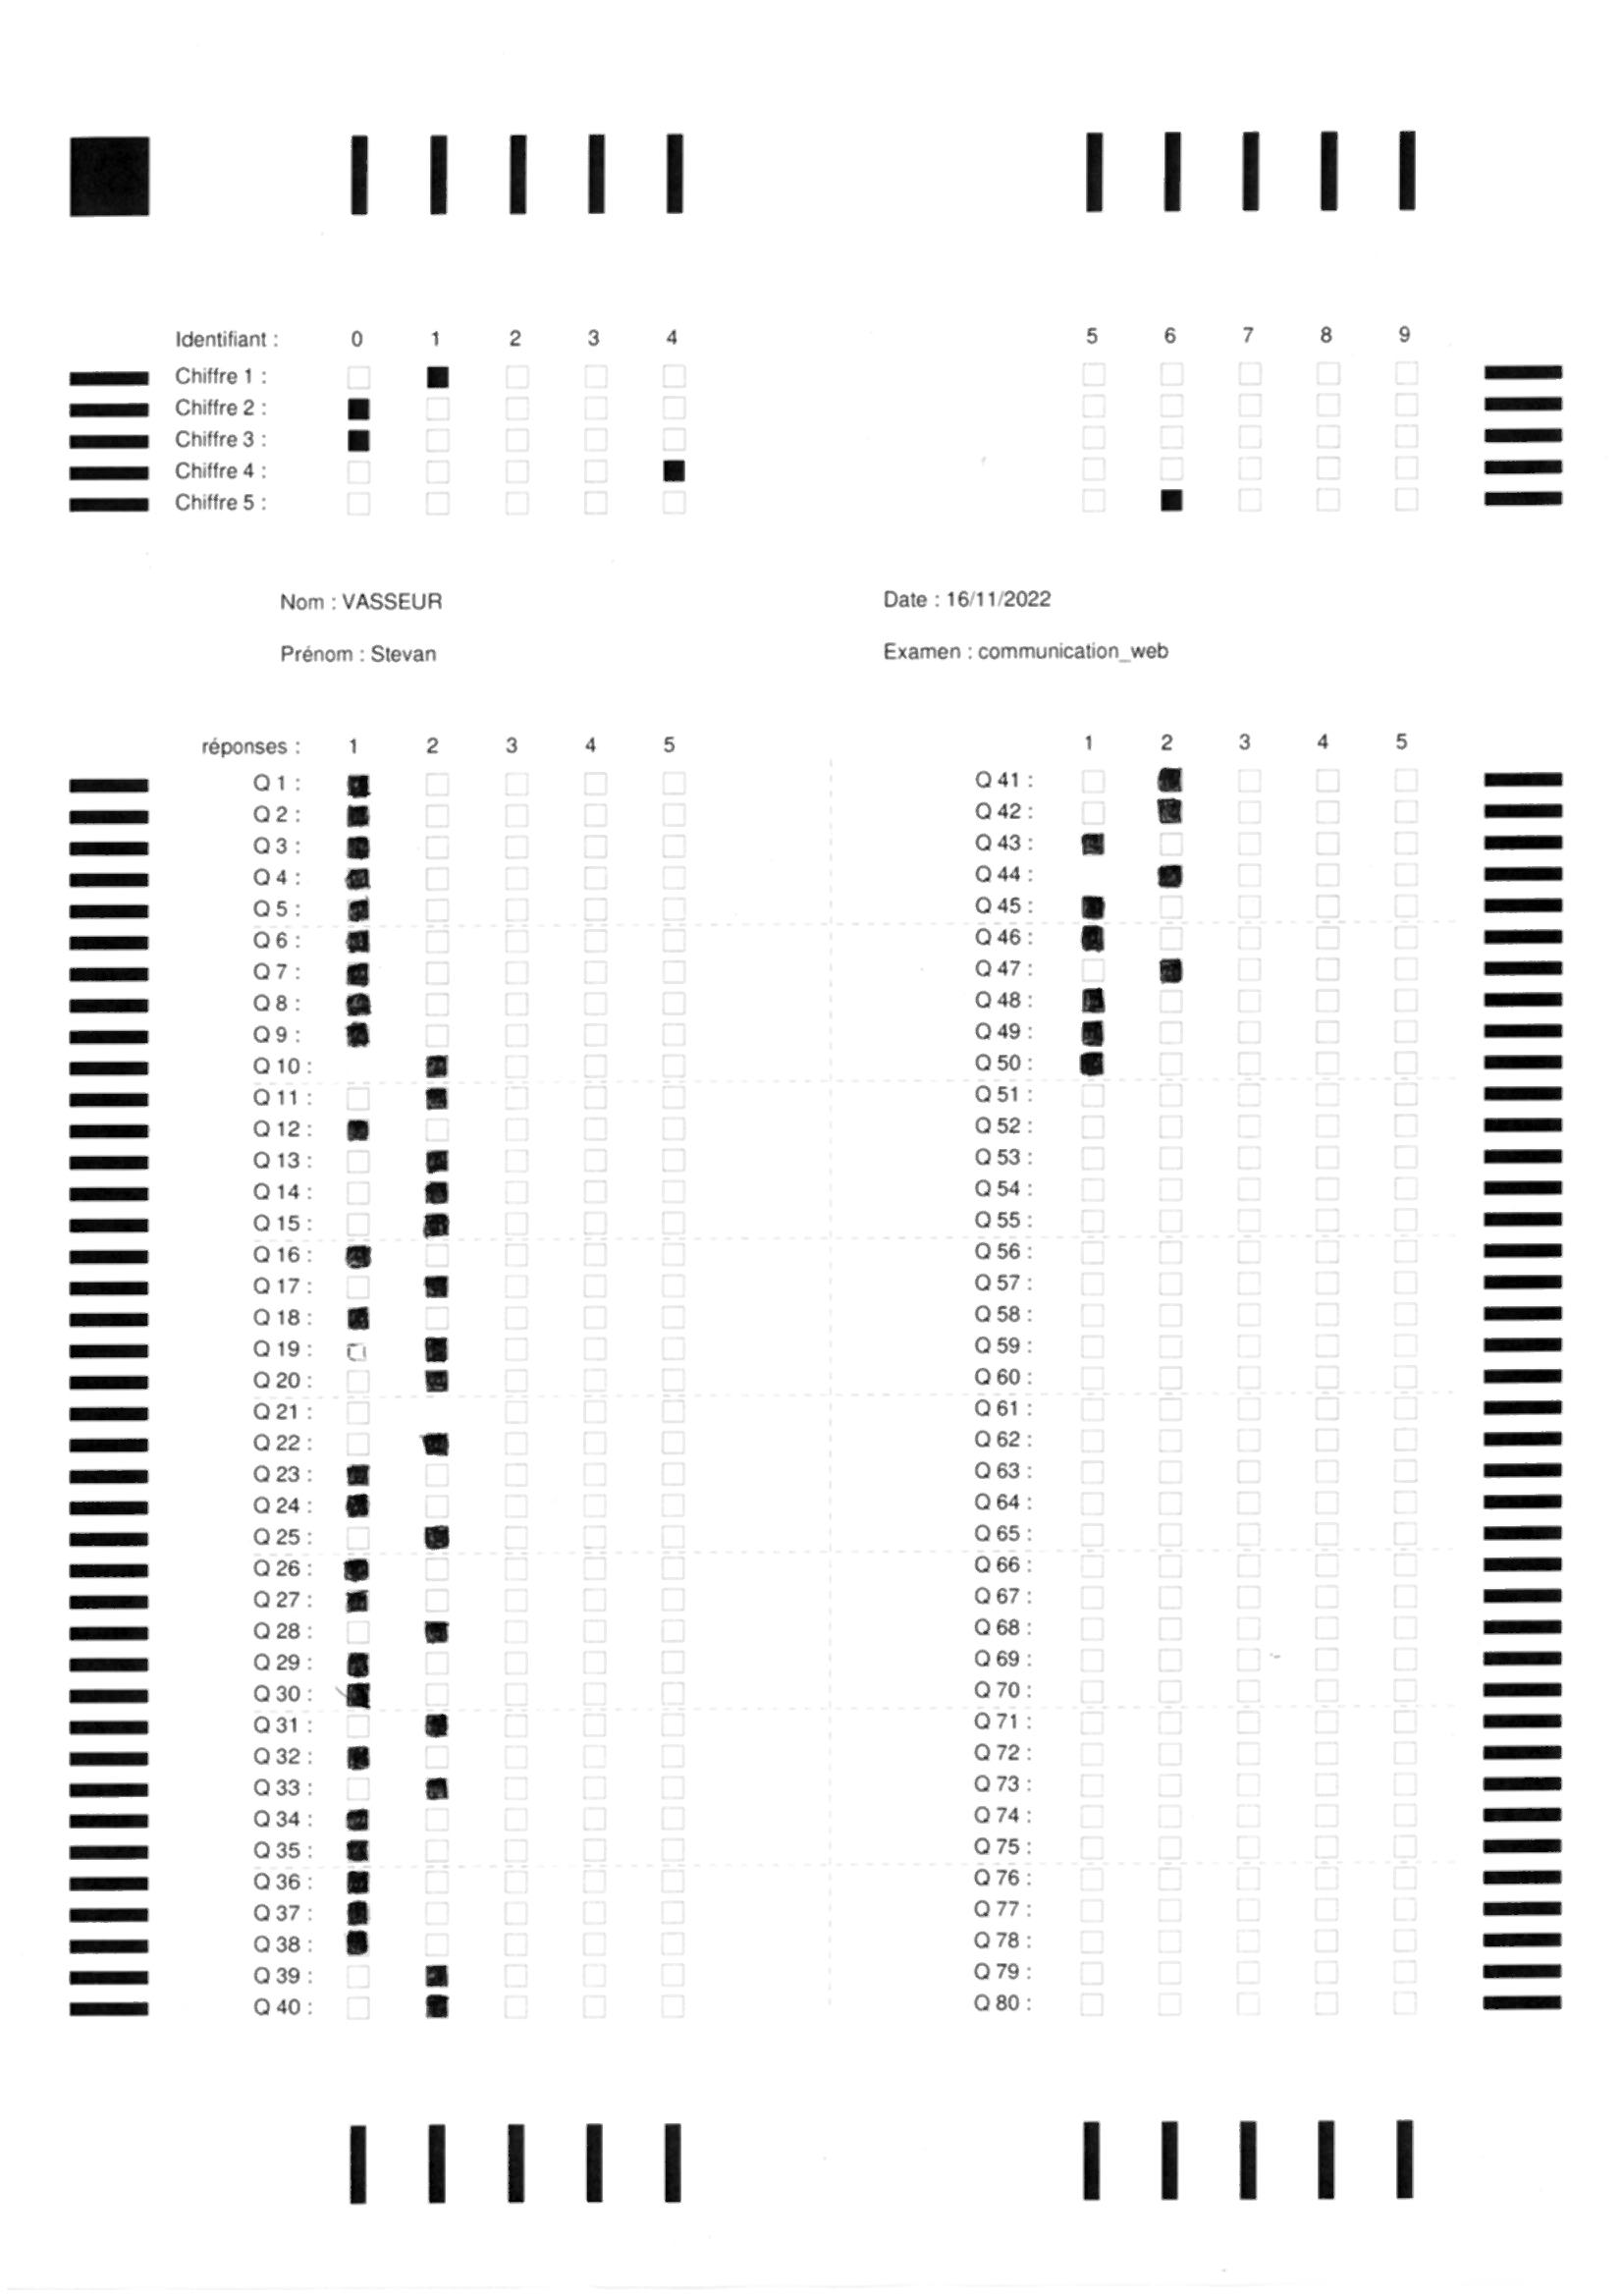 Identifiant : 0 1 2 3 4 5 6 7 8 9
Chiffre 1 :
Chiffre 2 :
Chiffre 3 :
Chiffre 4 :
Chiffre 5 :
Nom : VASSEUR Date : 16/11/2022
Prénom : Stevan Examen : communication_web
réponses : 1 2 3 4 5 1 2 3 4 5
Q 1 : Q 41 :
Q 2 : Q 42 :
Q 3 : Q 43 :
Q 4 : Q 44 :
Q 5 : Q 45 :
Q 6 : Q 46 :
Q 7 : Q 47 :
Q 8 : Q 48 :
Q 9 : Q 49 :
Q 10 : Q 50 :
Q 11 : Q 51 :
Q 12 : Q 52 :
Q 13 : Q 53 :
Q 14 : Q 54 :
Q 15 : Q 55 :
Q 16 : Q 56 :
Q 17 : Q 57 :
Q 18 : Q 58 :
Q 19 : Q 59 :
Q 20 : Q 60 :
Q 21 : Q 61 :
Q 22 : Q 62 :
Q 23 : Q 63 :
Q 24 : Q 64 :
Q 25 : Q 65 :
Q 26 : Q 66 :
Q 27 : Q 67 :
Q 28 : Q 68 :
Q 29 : Q 69 :
Q 30 : Q 70 :
Q 31 : Q 71 :
Q 32 : Q 72 :
Q 33 : Q 73 :
Q 34 : Q 74 :
Q 35 : Q 75 :
Q 36 : Q 76 :
Q 37 : Q 77 :
Q 38 : Q 78 :
Q 39 : Q 79 :
Q 40 : Q 80 :